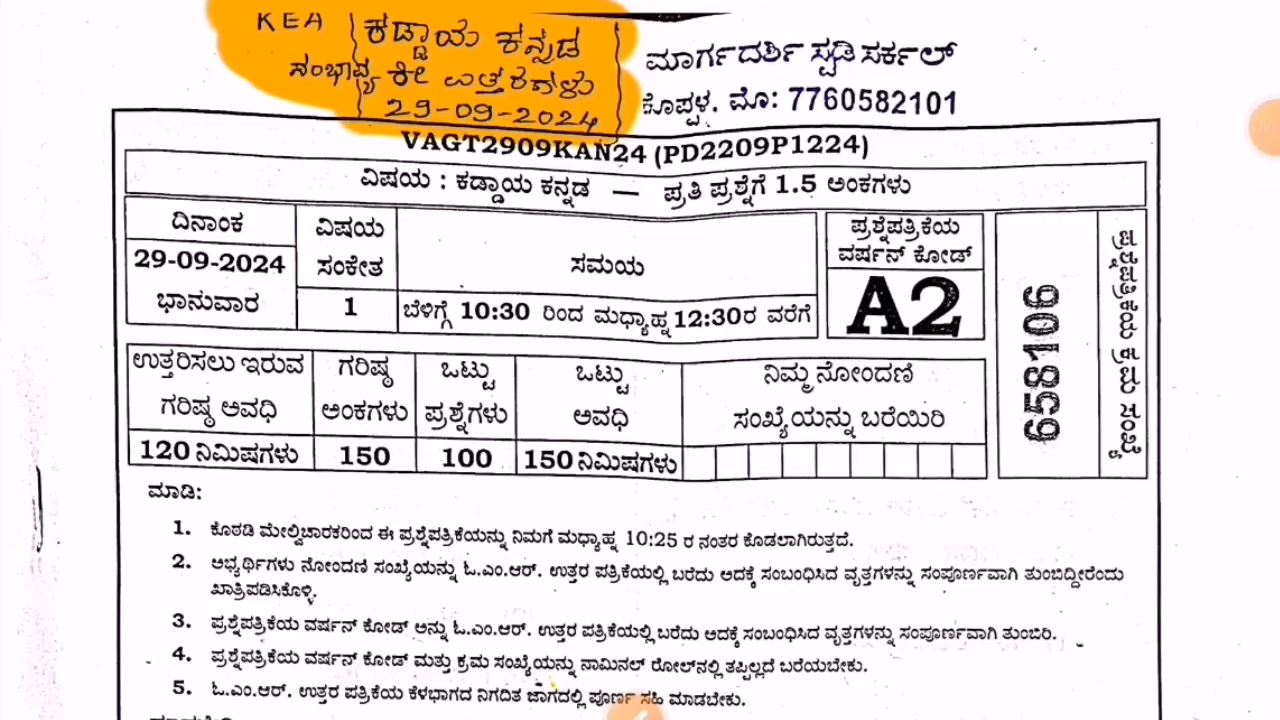 KEA ಕಡ್ಡಾಯ ಕನ್ನಡ
ಸಂಭಾವ್ಯ ಕೀ ಉತ್ತರಗಳು
29-09-2024
ಮಾರ್ಗದರ್ಶಿ ಸ್ಟಡಿ ಸರ್ಕಲ್
ಕೊಪ್ಪಳ. ಮೊ: 7760582101
VAGT2909KAN24 (PD2209P1224)
ವಿಷಯ : ಕಡ್ಡಾಯ ಕನ್ನಡ — ಪ್ರತಿ ಪ್ರಶ್ನೆಗೆ 1.5 ಅಂಕಗಳು
ದಿನಾಂಕ
29-09-2024
ಭಾನುವಾರ
ವಿಷಯ
ಸಂಕೇತ
1
ಸಮಯ
ಬೆಳಿಗ್ಗೆ 10:30 ರಿಂದ ಮಧ್ಯಾಹ್ನ 12:30ರ ವರೆಗೆ
ಪ್ರಶ್ನೆಪತ್ರಿಕೆಯ
ವರ್ಷನ್ ಕೋಡ್
A2
658106
ಪ್ರಶ್ನೆಪತ್ರಿಕೆಯ ಕ್ರಮ ಸಂಖ್ಯೆ
ಉತ್ತರಿಸಲು ಇರುವ
ಗರಿಷ್ಠ ಅವಧಿ
120 ನಿಮಿಷಗಳು
ಗರಿಷ್ಠ
ಅಂಕಗಳು
150
ಒಟ್ಟು
ಪ್ರಶ್ನೆಗಳು
100
ಒಟ್ಟು
ಅವಧಿ
150 ನಿಮಿಷಗಳು
ನಿಮ್ಮ ನೋಂದಣಿ
ಸಂಖ್ಯೆಯನ್ನು ಬರೆಯಿರಿ
ಮಾಡಿ:
1. ಕೊಠಡಿ ಮೇಲ್ವಿಚಾರಕರಿಂದ ಈ ಪ್ರಶ್ನೆಪತ್ರಿಕೆಯನ್ನು ನಿಮಗೆ ಮಧ್ಯಾಹ್ನ 10:25 ರ ನಂತರ ಕೊಡಲಾಗಿರುತ್ತದೆ.
2. ಅಭ್ಯರ್ಥಿಗಳು ನೋಂದಣಿ ಸಂಖ್ಯೆಯನ್ನು ಓ.ಎಂ.ಆರ್. ಉತ್ತರ ಪತ್ರಿಕೆಯಲ್ಲಿ ಬರೆದು ಅದಕ್ಕೆ ಸಂಬಂಧಿಸಿದ ವೃತ್ತಗಳನ್ನು ಸಂಪೂರ್ಣವಾಗಿ ತುಂಬಿದ್ದೀರೆಂದು
ಖಾತ್ರಿಪಡಿಸಿಕೊಳ್ಳಿ.
3. ಪ್ರಶ್ನೆಪತ್ರಿಕೆಯ ವರ್ಷನ್ ಕೋಡ್ ಅನ್ನು ಓ.ಎಂ.ಆರ್. ಉತ್ತರ ಪತ್ರಿಕೆಯಲ್ಲಿ ಬರೆದು ಅದಕ್ಕೆ ಸಂಬಂಧಿಸಿದ ವೃತ್ತಗಳನ್ನು ಸಂಪೂರ್ಣವಾಗಿ ತುಂಬಿರಿ.
4. ಪ್ರಶ್ನೆಪತ್ರಿಕೆಯ ವರ್ಷನ್ ಕೋಡ್ ಮತ್ತು ಕ್ರಮ ಸಂಖ್ಯೆಯನ್ನು ನಾಮಿನಲ್ ರೋಲ್‌ನಲ್ಲಿ ತಪ್ಪಿಲ್ಲದೆ ಬರೆಯಬೇಕು.
5. ಓ.ಎಂ.ಆರ್. ಉತ್ತರ ಪತ್ರಿಕೆಯ ಕೆಳಭಾಗದ ನಿಗದಿತ ಜಾಗದಲ್ಲಿ ಪೂರ್ಣ ಸಹಿ ಮಾಡಬೇಕು.